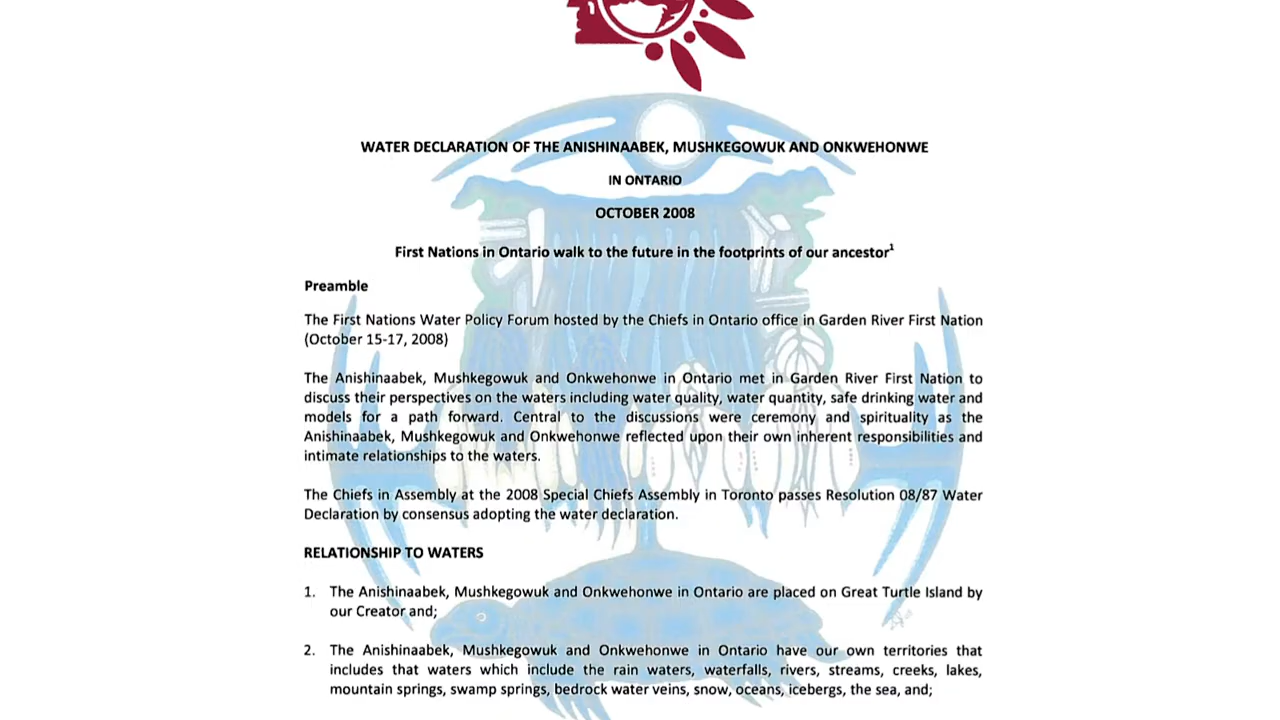 WATER DECLARATION OF THE ANISHINAABEK, MUSHKEGOWUK AND ONKWEHONWE
IN ONTARIO
OCTOBER 2008
First Nations in Ontario walk to the future in the footprints of our ancestor¹
Preamble
The First Nations Water Policy Forum hosted by the Chiefs in Ontario office in Garden River First Nation
(October 15-17, 2008)
The Anishinaabek, Mushkegowuk and Onkwehonwe in Ontario met in Garden River First Nation to
discuss their perspectives on the waters including water quality, water quantity, safe drinking water and
models for a path forward. Central to the discussions were ceremony and spirituality as the
Anishinaabek, Mushkegowuk and Onkwehonwe reflected upon their own inherent responsibilities and
intimate relationships to the waters.
The Chiefs in Assembly at the 2008 Special Chiefs Assembly in Toronto passes Resolution 08/87 Water
Declaration by consensus adopting the water declaration.
RELATIONSHIP TO WATERS
1. The Anishinaabek, Mushkegowuk and Onkwehonwe in Ontario are placed on Great Turtle Island by
our Creator and;
2. The Anishinaabek, Mushkegowuk and Onkwehonwe in Ontario have our own territories that
includes that waters which include the rain waters, waterfalls, rivers, streams, creeks, lakes,
mountain springs, swamp springs, bedrock water veins, snow, oceans, icebergs, the sea, and;